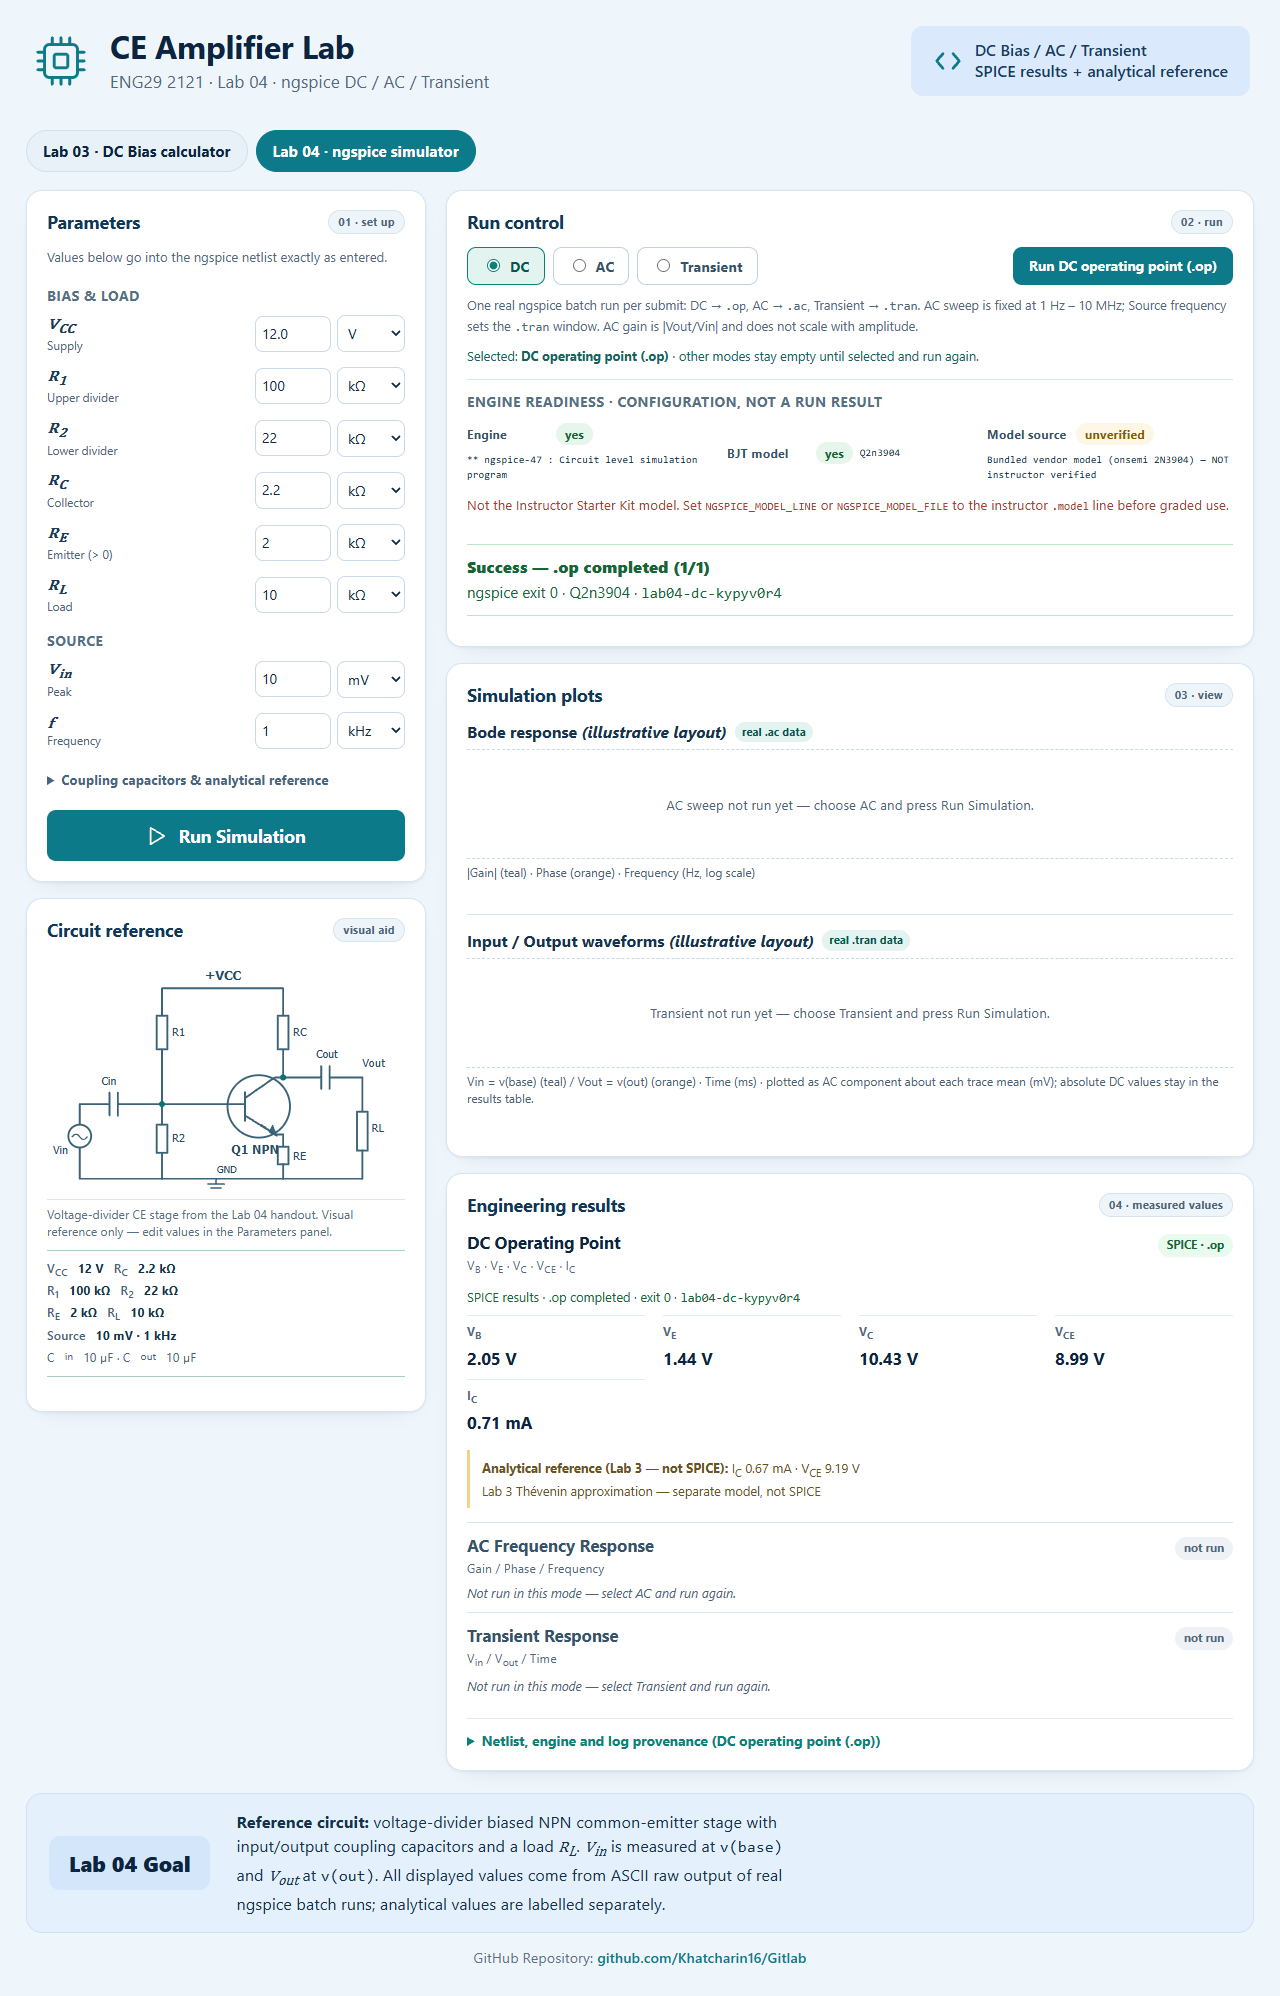 CE Amplifier Lab
ENG29 2121 · Lab 04 · ngspice DC / AC / Transient
DC Bias / AC / Transient
SPICE results + analytical reference
Lab 03 · DC Bias calculator
Lab 04 · ngspice simulator
Parameters
01 · set up
Values below go into the ngspice netlist exactly as entered.
BIAS & LOAD
VCC
Supply
12.0
V
R1
Upper divider
100
kΩ
R2
Lower divider
22
kΩ
RC
Collector
2.2
kΩ
RE
Emitter (> 0)
2
kΩ
RL
Load
10
kΩ
SOURCE
Vin
Peak
10
mV
f
Frequency
1
kHz
Coupling capacitors & analytical reference
Run Simulation
Circuit reference
visual aid
+VCC
R1
RC
Cout
Vout
Cin
R2
RL
Vin
Q1 NPN
RE
GND
Voltage-divider CE stage from the Lab 04 handout. Visual
reference only — edit values in the Parameters panel.
VCC 12 V RC 2.2 kΩ
R1 100 kΩ R2 22 kΩ
RE 2 kΩ RL 10 kΩ
Source 10 mV · 1 kHz
C in 10 µF · C out 10 µF
Run control
02 · run
DC
AC
Transient
Run DC operating point (.op)
One real ngspice batch run per submit: DC → .op, AC → .ac, Transient → .tran. AC sweep is fixed at 1 Hz – 10 MHz; Source frequency
sets the .tran window. AC gain is |Vout/Vin| and does not scale with amplitude.
Selected: DC operating point (.op) · other modes stay empty until selected and run again.
ENGINE READINESS · CONFIGURATION, NOT A RUN RESULT
Engine yes
** ngspice-47 : Circuit level simulation
program
BJT model yes Q2n3904
Model source unverified
Bundled vendor model (onsemi 2N3904) — NOT
instructor verified
Not the Instructor Starter Kit model. Set NGSPICE_MODEL_LINE or NGSPICE_MODEL_FILE to the instructor .model line before graded use.
Success — .op completed (1/1)
ngspice exit 0 · Q2n3904 · lab04-dc-kypyv0r4
Simulation plots
03 · view
Bode response (illustrative layout) real .ac data
AC sweep not run yet — choose AC and press Run Simulation.
|Gain| (teal) · Phase (orange) · Frequency (Hz, log scale)
Input / Output waveforms (illustrative layout) real .tran data
Transient not run yet — choose Transient and press Run Simulation.
Vin = v(base) (teal) / Vout = v(out) (orange) · Time (ms) · plotted as AC component about each trace mean (mV); absolute DC values stay in the
results table.
Engineering results
04 · measured values
DC Operating Point
SPICE · .op
VB · VE · VC · VCE · IC
SPICE results · .op completed · exit 0 · lab04-dc-kypyv0r4
VB
2.05 V
VE
1.44 V
VC
10.43 V
VCE
8.99 V
IC
0.71 mA
Analytical reference (Lab 3 — not SPICE): IC 0.67 mA · VCE 9.19 V
Lab 3 Thévenin approximation — separate model, not SPICE
AC Frequency Response
not run
Gain / Phase / Frequency
Not run in this mode — select AC and run again.
Transient Response
not run
Vin / Vout / Time
Not run in this mode — select Transient and run again.
Netlist, engine and log provenance (DC operating point (.op))
Lab 04 Goal
Reference circuit: voltage-divider biased NPN common-emitter stage with
input/output coupling capacitors and a load RL. Vin is measured at v(base)
and Vout at v(out). All displayed values come from ASCII raw output of real
ngspice batch runs; analytical values are labelled separately.
GitHub Repository: github.com/Khatcharin16/Gitlab